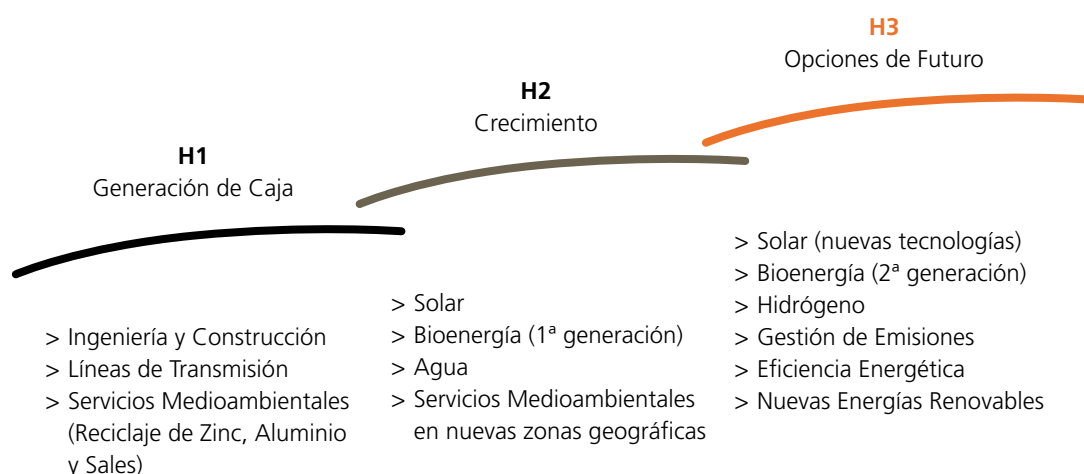 H1
Generación de Caja
> Ingeniería y Construcción
> Líneas de Transmisión
> Servicios Medioambientales
(Reciclaje de Zinc, Aluminio
y Sales)
H2
Crecimiento
> Solar
> Bioenergía (1ª generación)
> Agua
> Servicios Medioambientales
en nuevas zonas geográficas
H3
Opciones de Futuro
> Solar (nuevas tecnologías)
> Bioenergía (2ª generación)
> Hidrógeno
> Gestión de Emisiones
> Eficiencia Energética
> Nuevas Energías Renovables